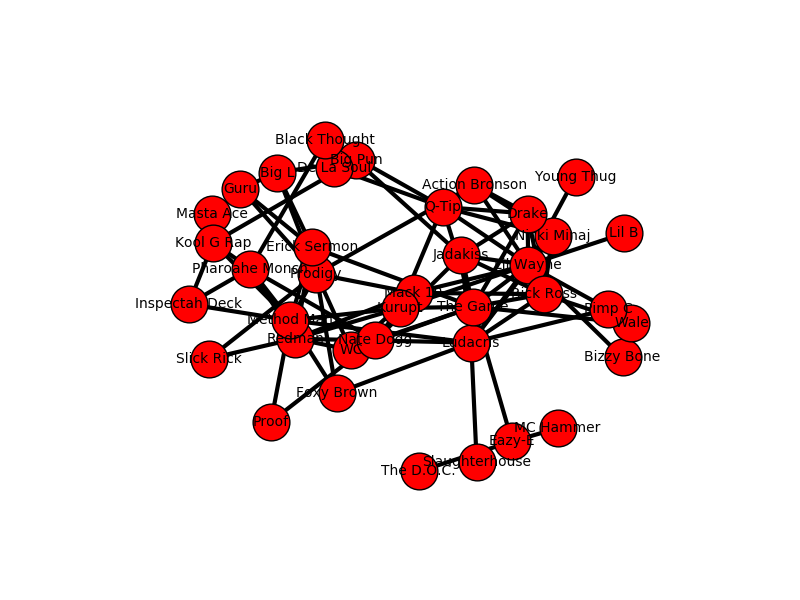 Black Thought
Big Pun
De La Soul
Big L
Young Thug
Action Bronson
Guru
Q-Tip
Masta Ace
Drake
Lil B
Nicki Minaj
Kool G Rap
Erick Sermon
Jadakiss
Lil Wayne
Pharoahe Monch
Prodigy
Mack 10
Rick Ross
Inspectah Deck
Kurupt
The Game
Pimp C
Method Man
Wale
Redman
Nate Dogg
Ludacris
WC
Slick Rick
Bizzy Bone
Foxy Brown
Proof
MC Hammer
Eazy-E
Slaughterhouse
The D.O.C.